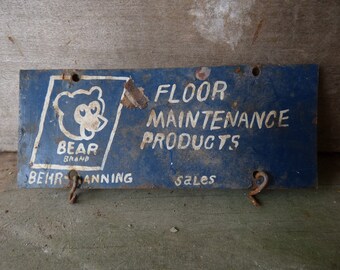 FLOOR
MAINTENANCE
PRODUCTS
BEAR
BRAND
BEHR-MANNING
sales